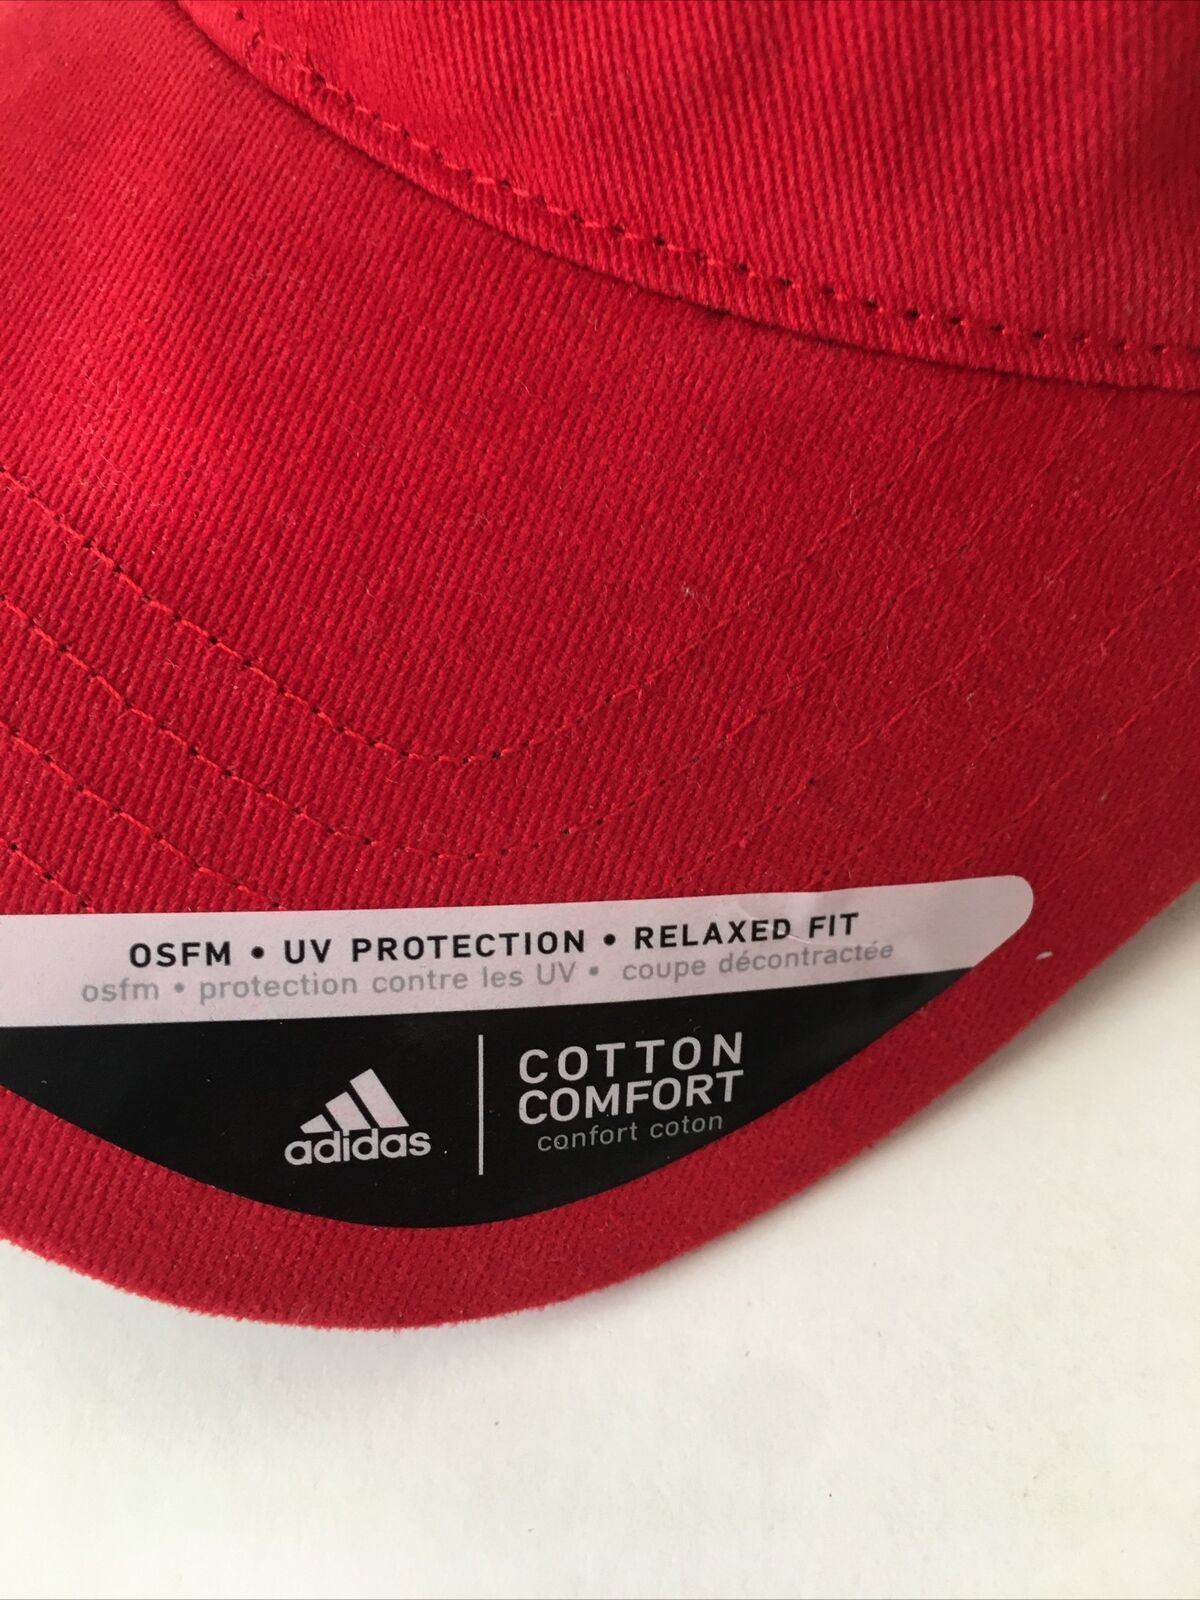 OSFM • UV PROTECTION • RELAXED FIT
osfm • protection contre les UV • coupe décontractée
adidas
COTTON
COMFORT
confort coton